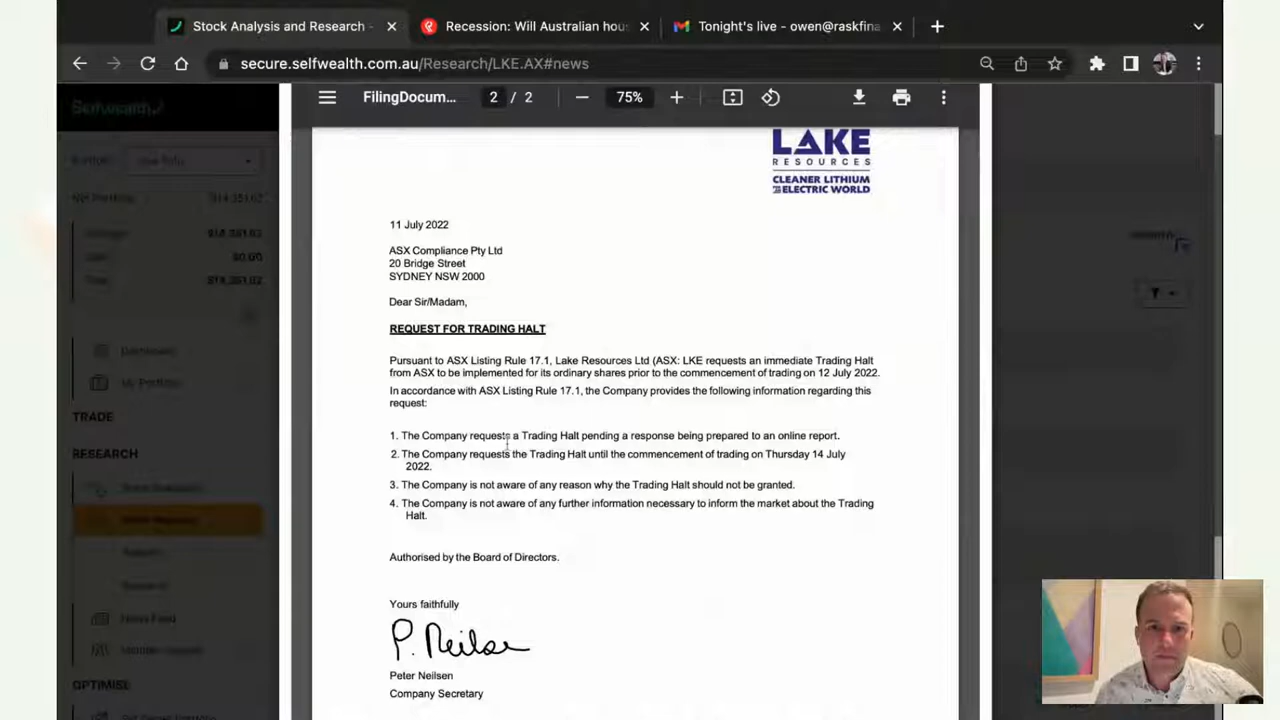 Stock Analysis and Research -
Recession: Will Australian hous
Tonight's live - owen@raskfina
secure.selfwealth.com.au/Research/LKE.AX#news
Selfwealth
FilingDocum...
2 / 2
75%
LAKE
RESOURCES
CLEANER LITHIUM
ELECTRIC WORLD
11 July 2022
ASX Compliance Pty Ltd
20 Bridge Street
SYDNEY NSW 2000
Dear Sir/Madam,
REQUEST FOR TRADING HALT
Pursuant to ASX Listing Rule 17.1, Lake Resources Ltd (ASX: LKE requests an immediate Trading Halt
from ASX to be implemented for its ordinary shares prior to the commencement of trading on 12 July 2022.
In accordance with ASX Listing Rule 17.1, the Company provides the following information regarding this
request:
1. The Company requests a Trading Halt pending a response being prepared to an online report.
2. The Company requests the Trading Halt until the commencement of trading on Thursday 14 July
2022.
3. The Company is not aware of any reason why the Trading Halt should not be granted.
4. The Company is not aware of any further information necessary to inform the market about the Trading
Halt.
Authorised by the Board of Directors.
Yours faithfully
P. Neilsen
Peter Neilsen
Company Secretary
Dashboard
My Portfolio
TRADE
RESEARCH
News Feed
OPTIMISE